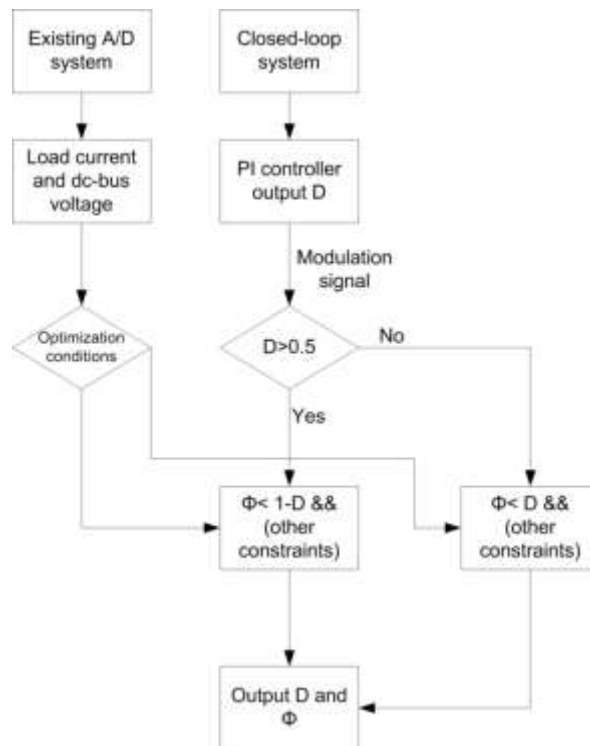 Existing A/D
system
Closed-loop
system
Load current
and dc-bus
voltage
PI controller
output D
Modulation
signal
Optimization
conditions
D>0.5
No
Yes
Φ< 1-D &&
(other
constraints)
Φ< D &&
(other
constraints)
Output D and
Φ